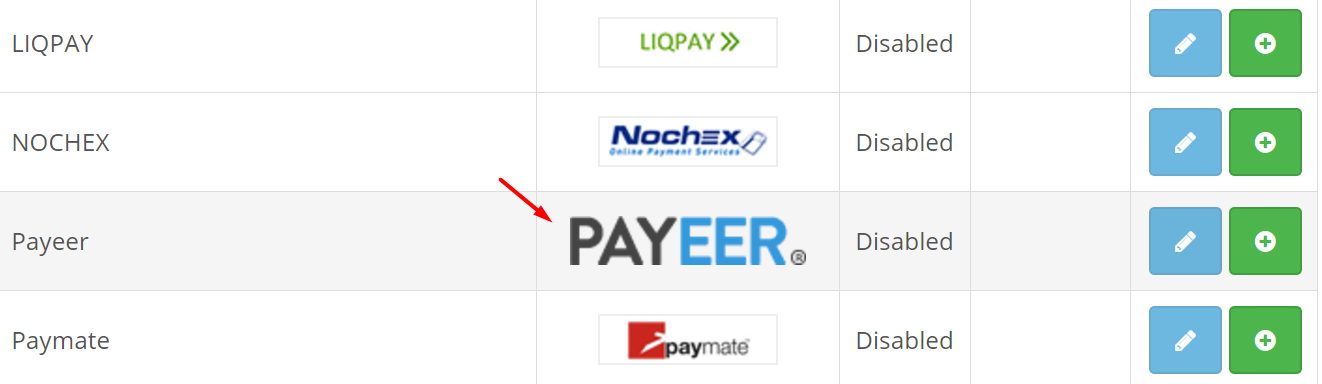 LIQPAY
LIQPAY
Disabled
NOCHEX
Nochex
Online Payment Services
Disabled
Payeer
PAYEER®
Disabled
Paymate
paymate
Disabled